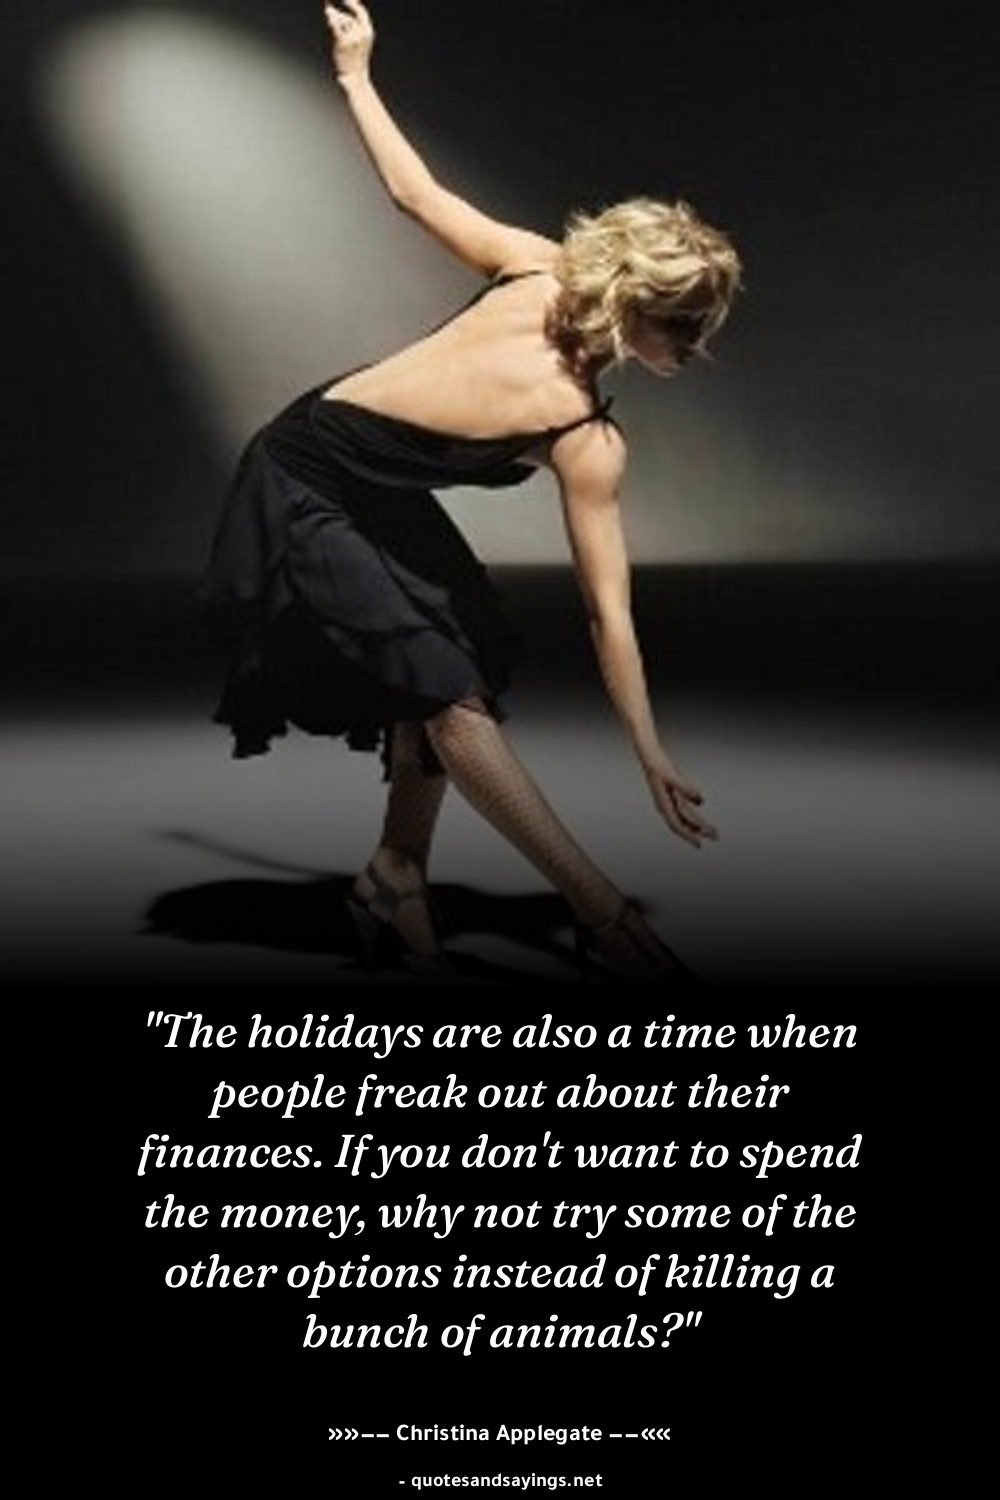 "The holidays are also a time when
people freak out about their
finances. If you don't want to spend
the money, why not try some of the
other options instead of killing a
bunch of animals?"
»»–– Christina Applegate ––««
- quotesandsayings.net